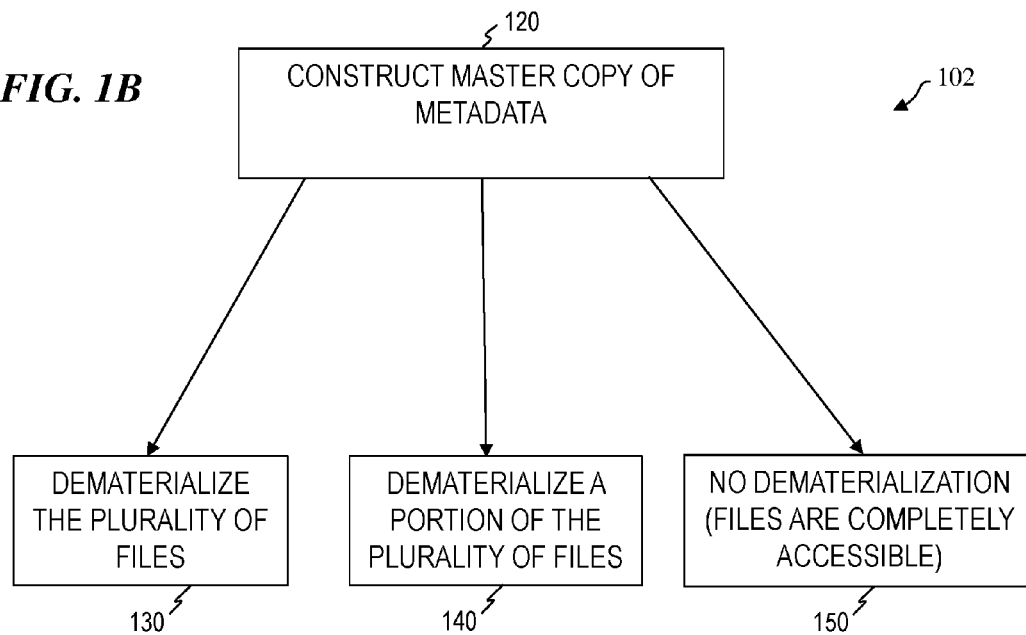 120
FIG. 1B
CONSTRUCT MASTER COPY OF
METADATA
102
DEMATERIALIZE
THE PLURALITY OF
FILES
DEMATERIALIZE A
PORTION OF THE
PLURALITY OF FILES
NO DEMATERIALIZATION
(FILES ARE COMPLETELY
ACCESSIBLE)
130
140
150